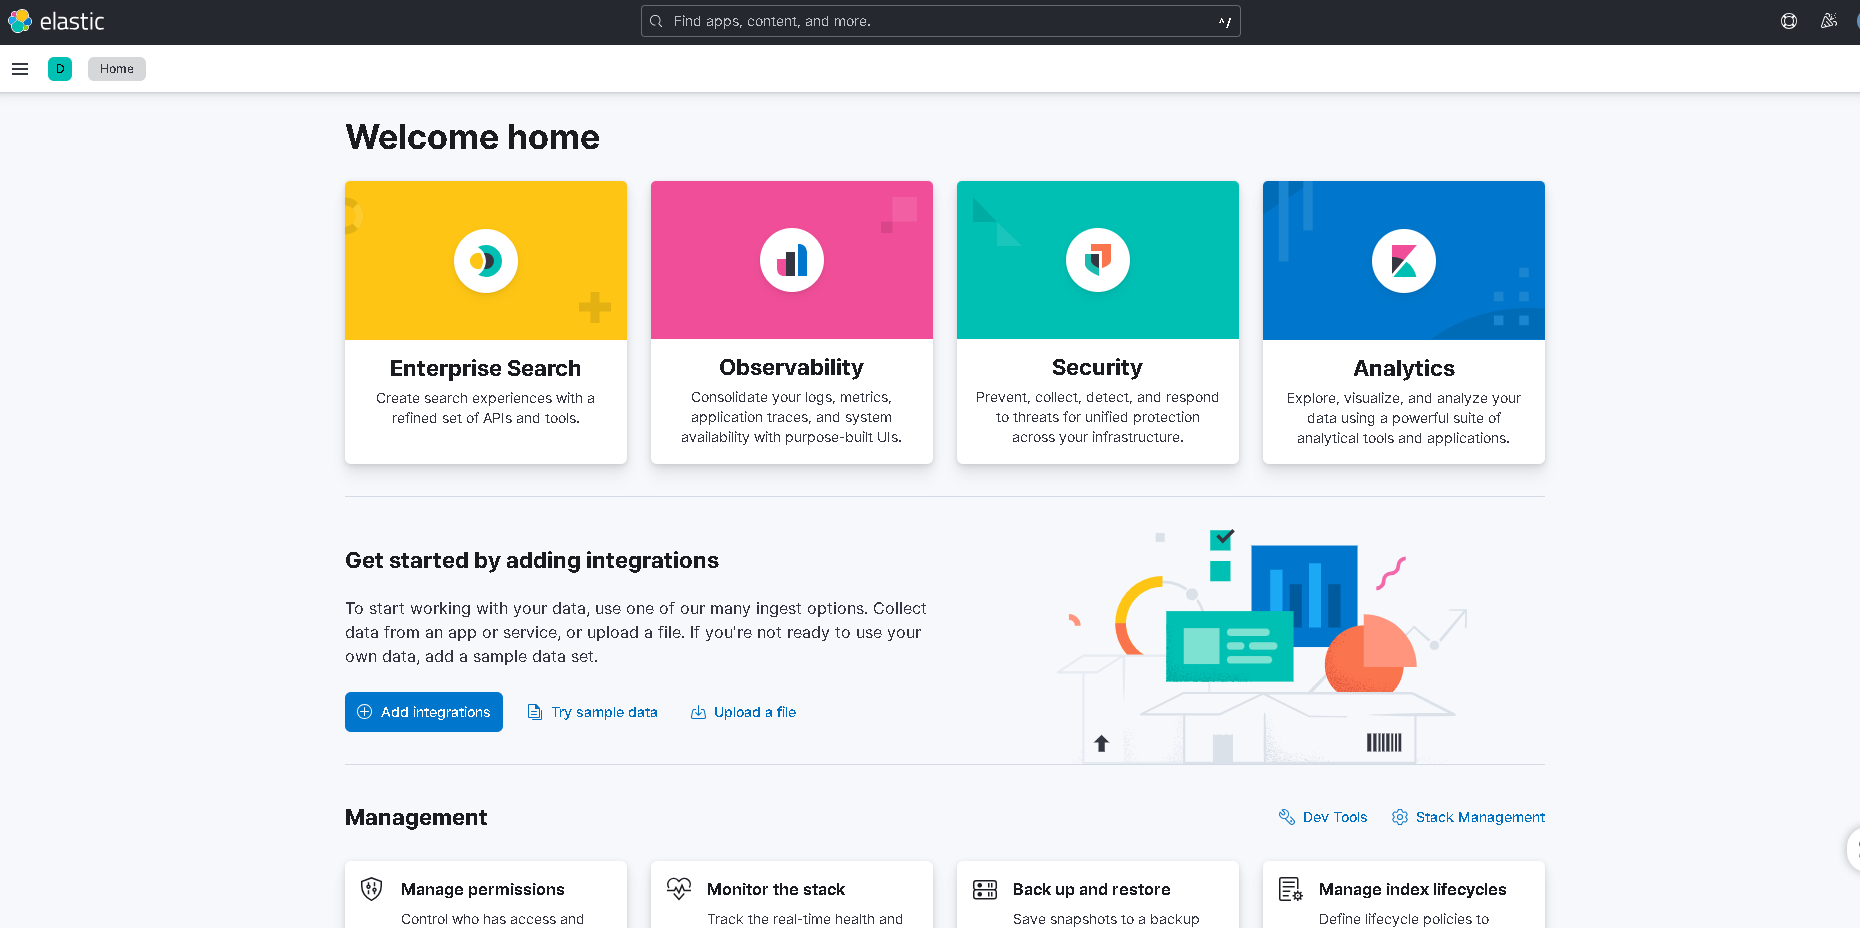 elastic
Find apps, content, and more.
^/
D
Home
Welcome home
Enterprise Search
Create search experiences with a
refined set of APIs and tools.
Observability
Consolidate your logs, metrics,
application traces, and system
availability with purpose-built UIs.
Security
Prevent, collect, detect, and respond
to threats for unified protection
across your infrastructure.
Analytics
Explore, visualize, and analyze your
data using a powerful suite of
analytical tools and applications.
Get started by adding integrations
To start working with your data, use one of our many ingest options. Collect
data from an app or service, or upload a file. If you're not ready to use your
own data, add a sample data set.
Add integrations
Try sample data
Upload a file
Management
Dev Tools
Stack Management
Manage permissions
Control who has access and
Monitor the stack
Track the real-time health and
Back up and restore
Save snapshots to a backup
Manage index lifecycles
Define lifecycle policies to